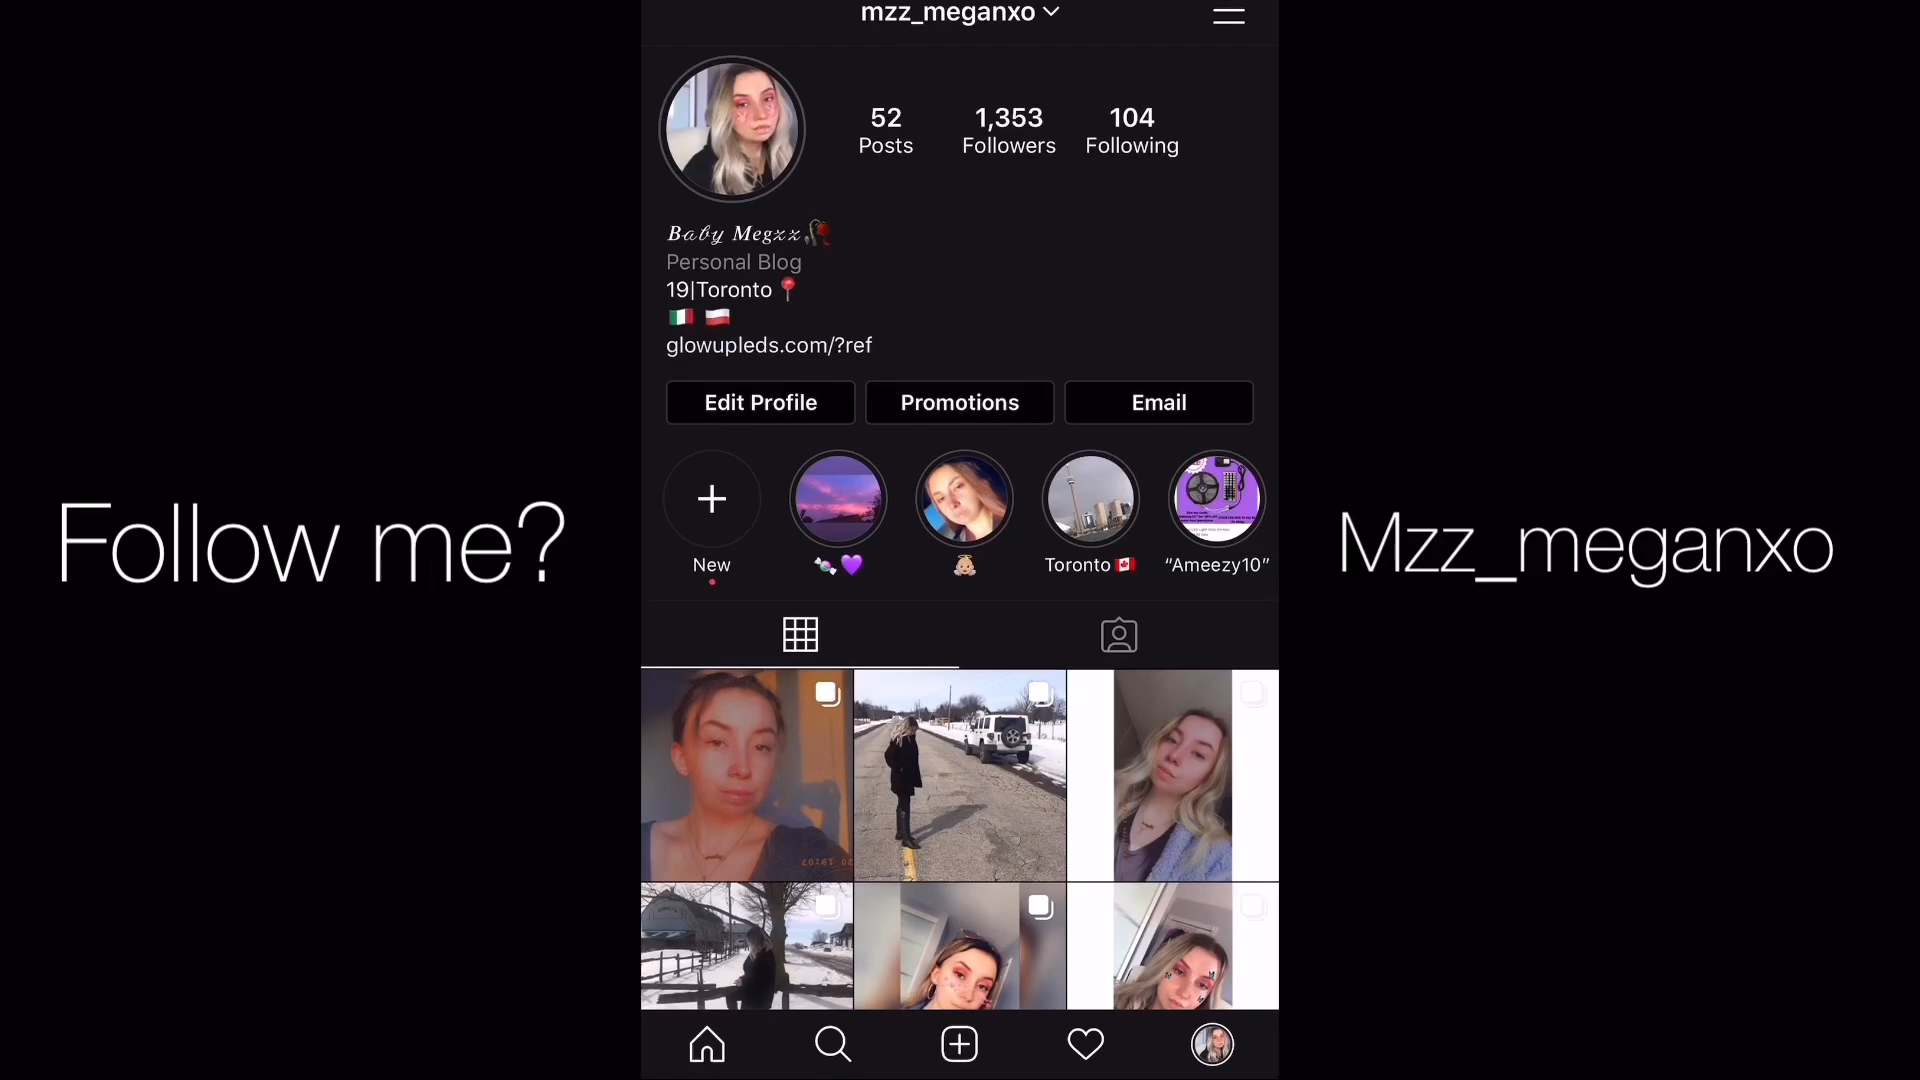 mzz_meganxo
52
Posts
1,353
Followers
104
Following
Baby Megzz🥀
Personal Blog
19|Toronto📍
🇮🇹 🇵🇱
glowupleds.com/?ref
Edit Profile
Promotions
Email
New
🍬💜
👼🏼
Toronto🇨🇦
“Ameezy10”
Follow me?
Mzz_meganxo